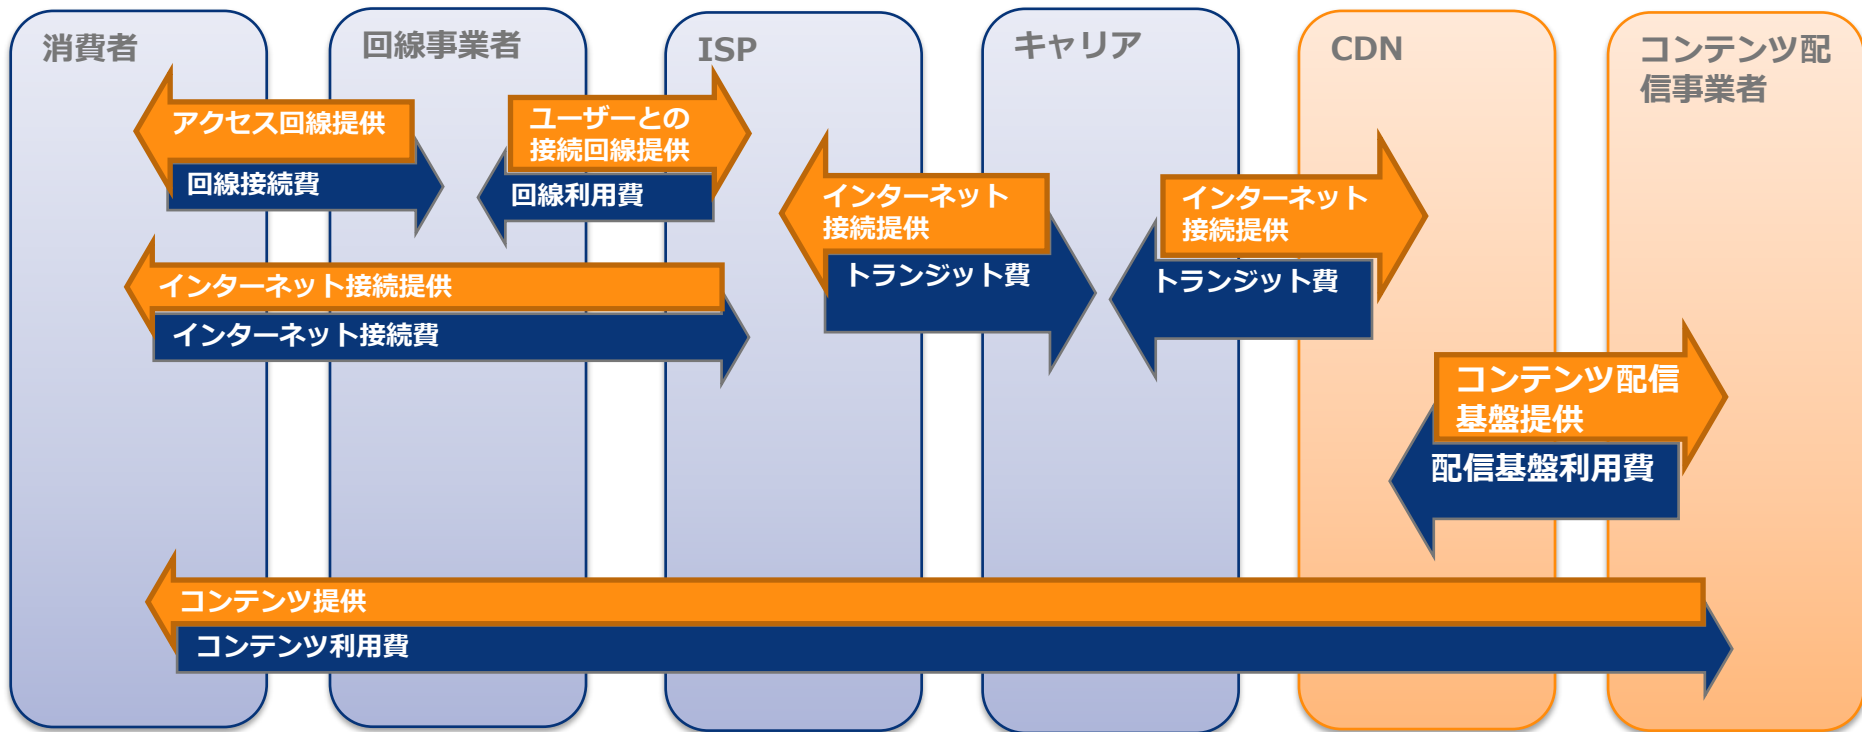 消費者
回線事業者
ISP
キャリア
CDN
コンテンツ配
信事業者
アクセス回線提供
回線接続費
ユーザーとの
接続回線提供
回線利用費
インターネット
接続提供
トランジット費
インターネット
接続提供
トランジット費
インターネット接続提供
インターネット接続費
コンテンツ配信
基盤提供
配信基盤利用費
コンテンツ提供
コンテンツ利用費